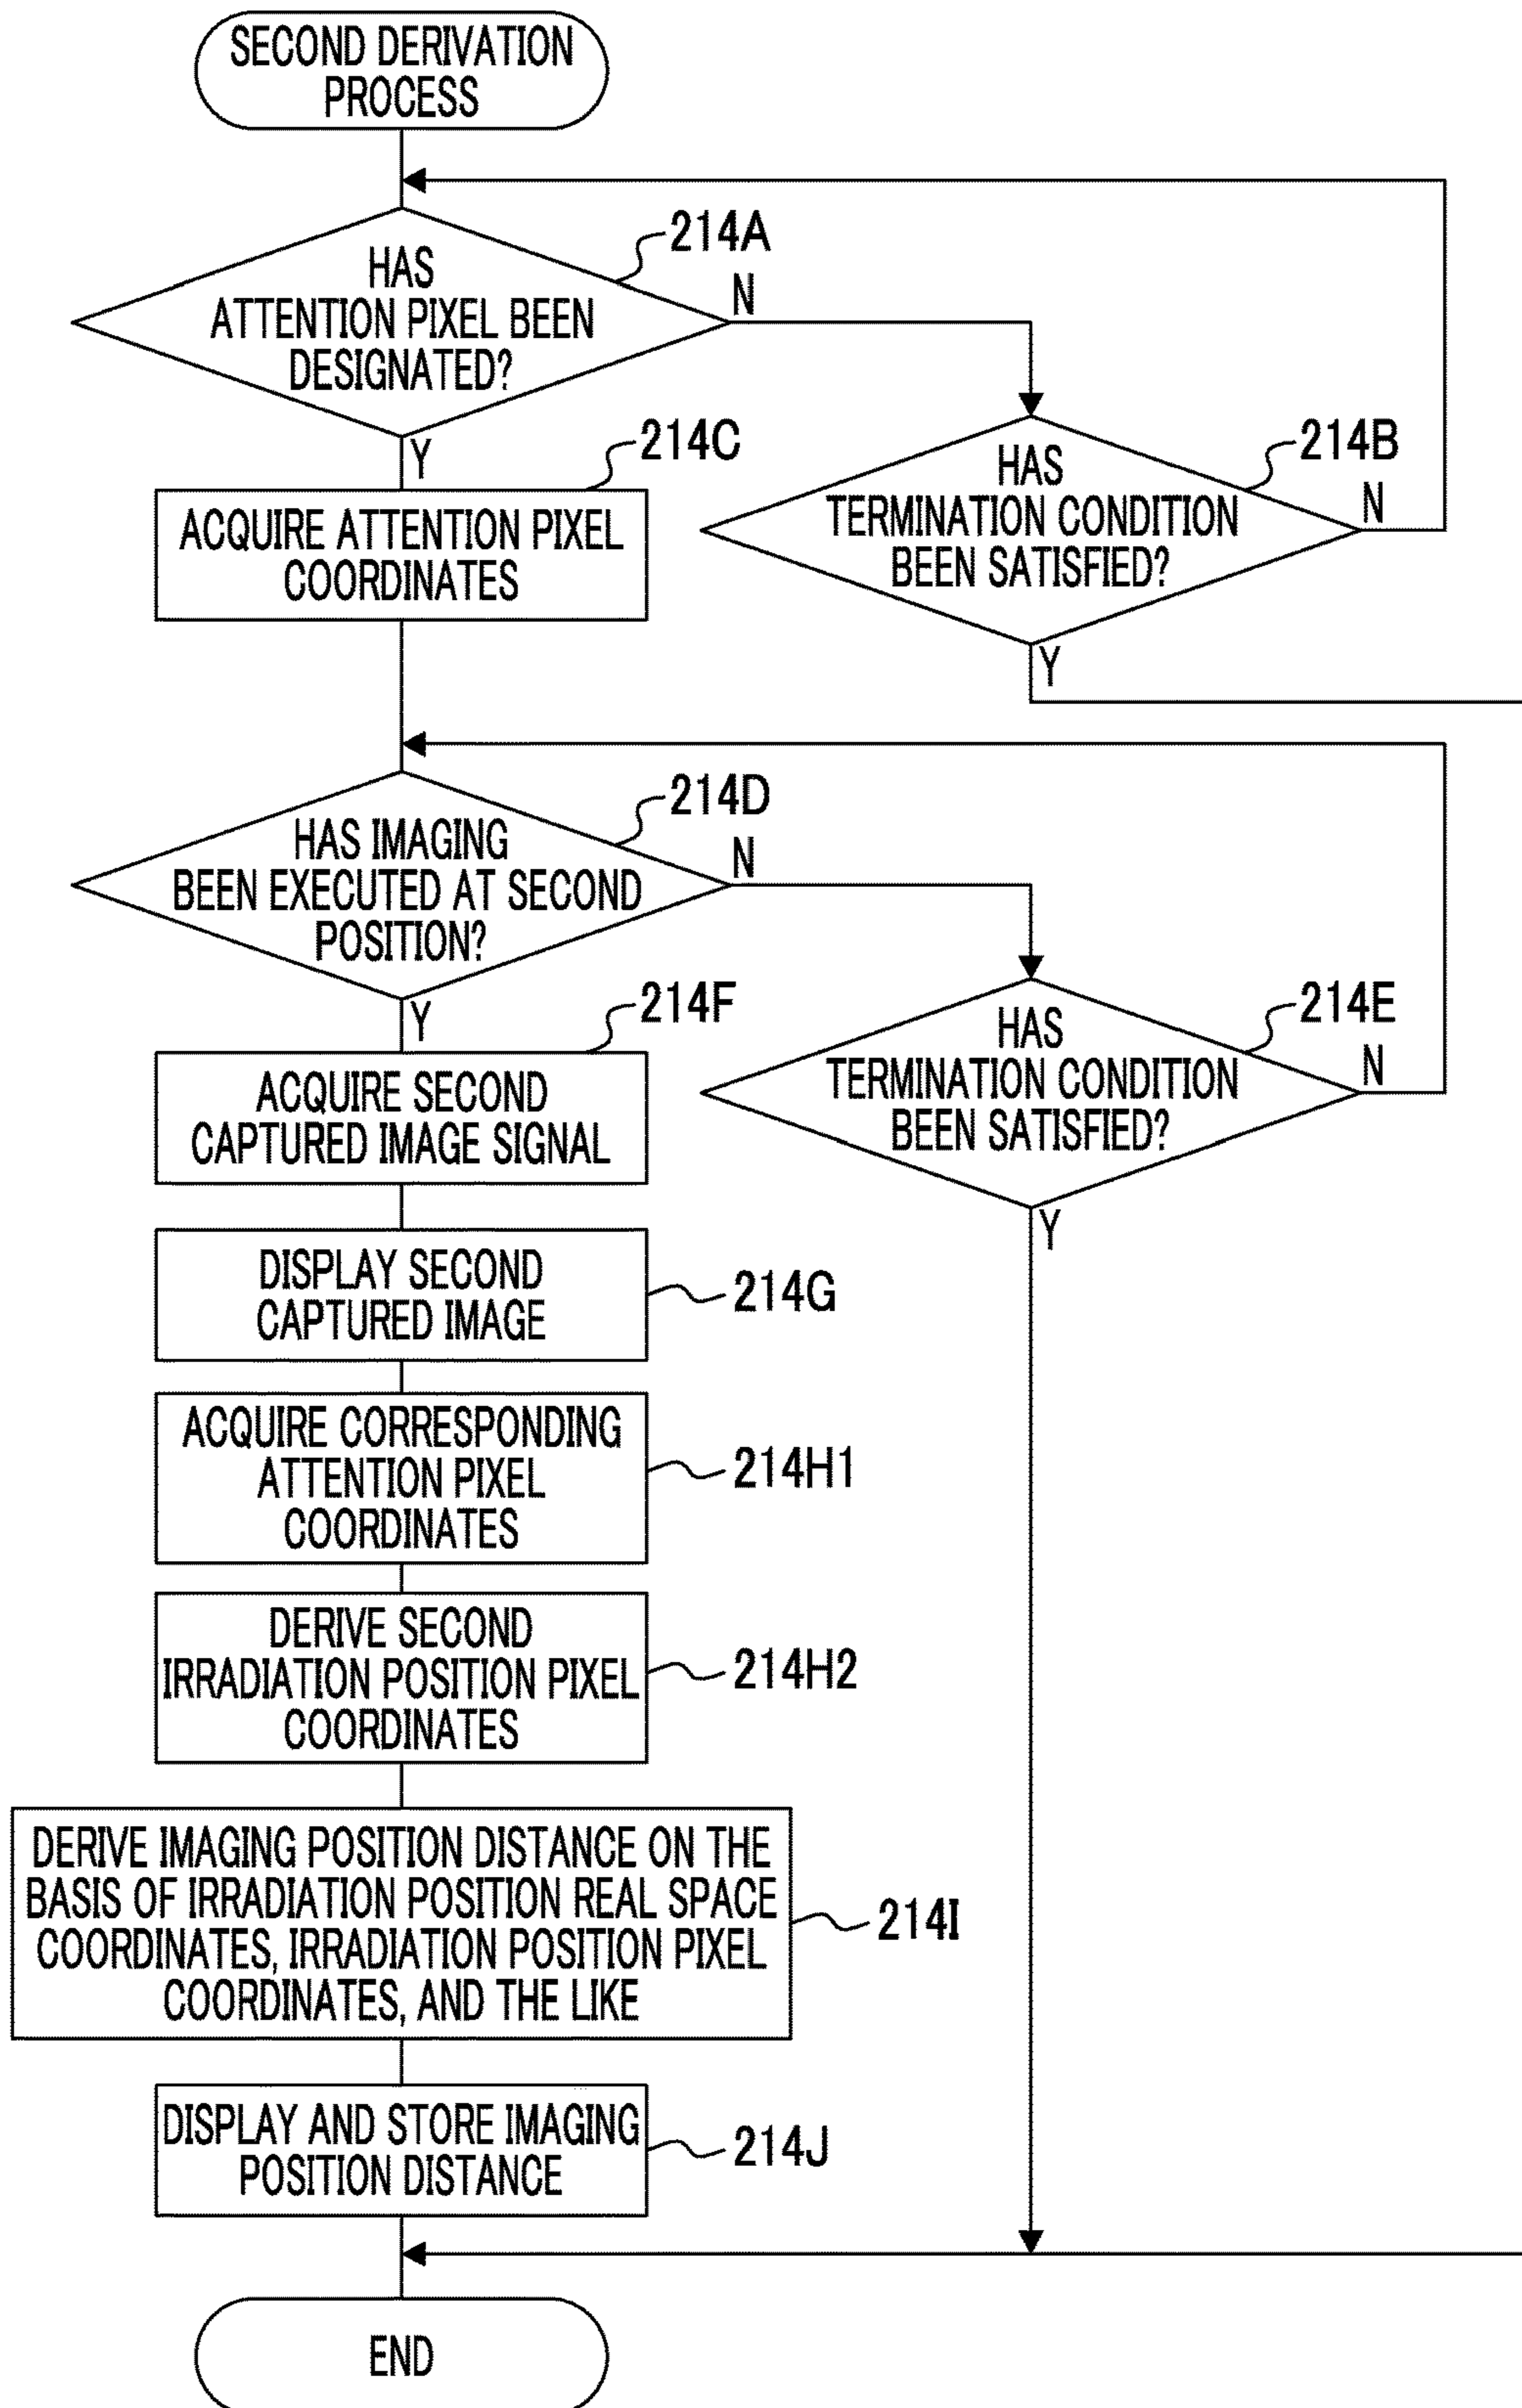 SECOND DERIVATION
PROCESS
214A
HAS
ATTENTION PIXEL BEEN
DESIGNATED?
N
Y
214B
HAS
TERMINATION CONDITION
BEEN SATISFIED?
N
Y
214C
ACQUIRE ATTENTION PIXEL
COORDINATES
214D
HAS IMAGING
BEEN EXECUTED AT SECOND
POSITION?
N
Y
214E
HAS
TERMINATION CONDITION
BEEN SATISFIED?
N
Y
214F
ACQUIRE SECOND
CAPTURED IMAGE SIGNAL
DISPLAY SECOND
CAPTURED IMAGE
214G
ACQUIRE CORRESPONDING
ATTENTION PIXEL
COORDINATES
214H1
DERIVE SECOND
IRRADIATION POSITION PIXEL
COORDINATES
214H2
DERIVE IMAGING POSITION DISTANCE ON THE
BASIS OF IRRADIATION POSITION REAL SPACE
COORDINATES, IRRADIATION POSITION PIXEL
COORDINATES, AND THE LIKE
214I
DISPLAY AND STORE IMAGING
POSITION DISTANCE
214J
END